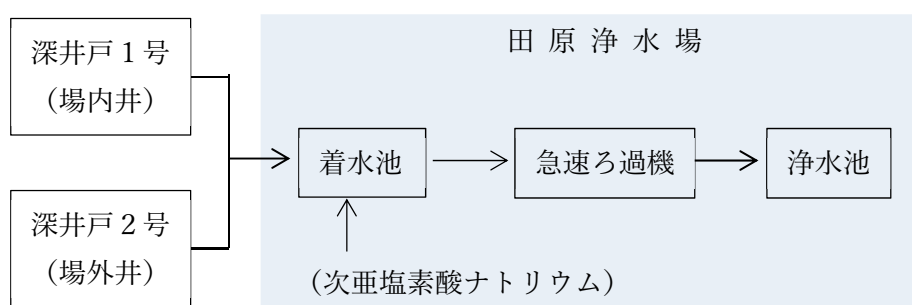 深井戸１号
（場内井）
深井戸２号
（場外井）
田原浄水場
着水池
急速ろ過機
浄水池
（次亜塩素酸ナトリウム）